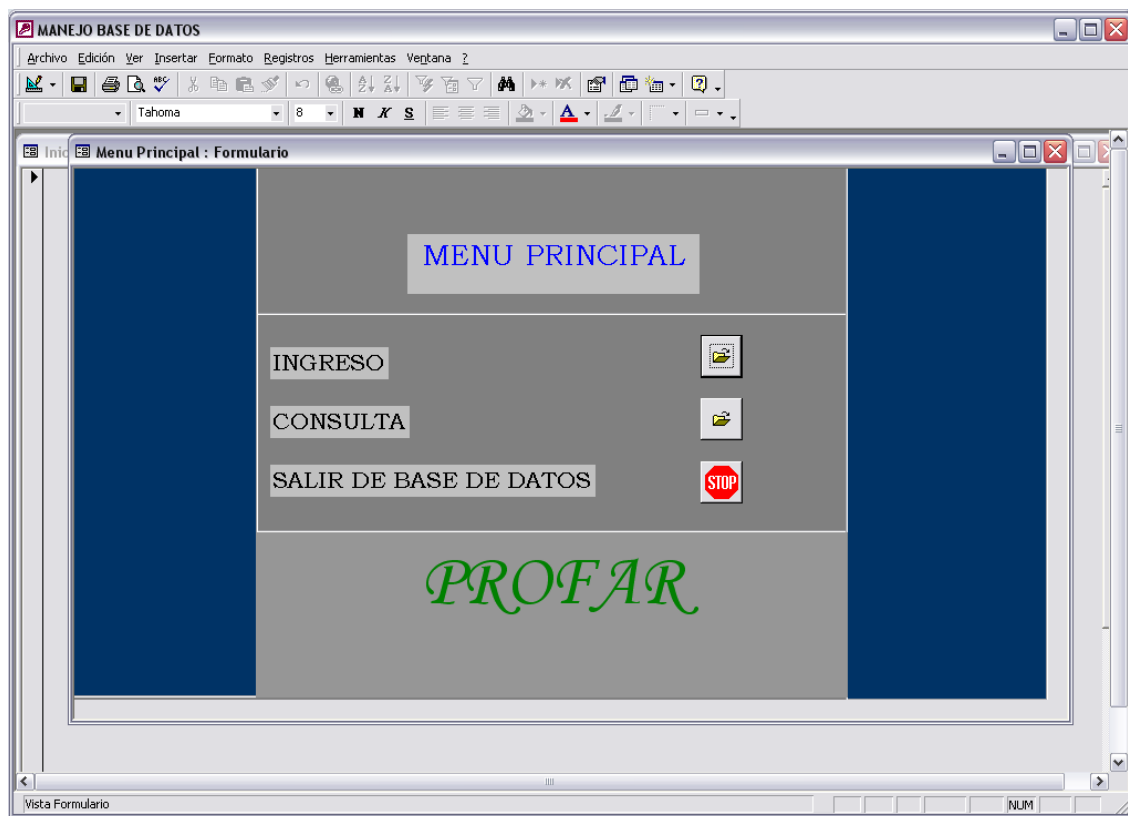 MANEJO BASE DE DATOS
Archivo Edición Ver Insertar Formato Registros Herramientas Ventana ?
Tahoma 8 N K S A
Menu Principal : Formulario
MENU PRINCIPAL
INGRESO
CONSULTA
SALIR DE BASE DE DATOS
STOP
PROFAR
Vista Formulario
NUM